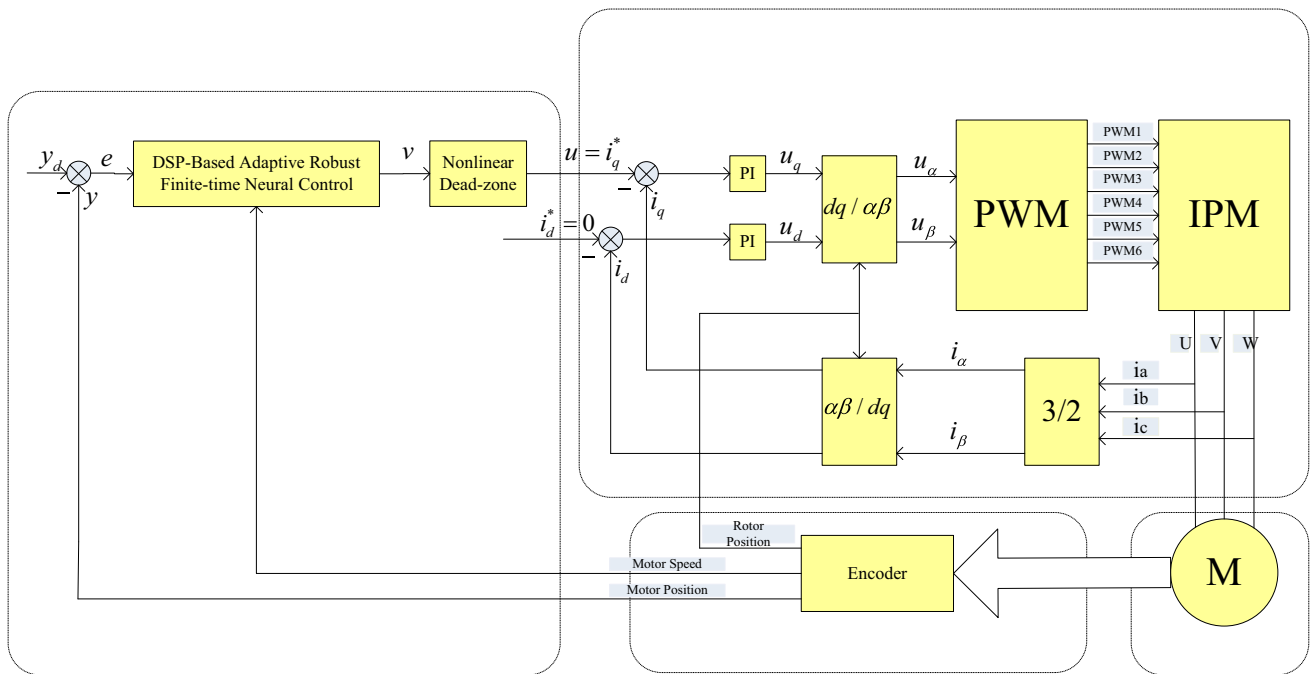 y_d
−
y
e
DSP-Based Adaptive Robust
Finite-time Neural Control
v
Nonlinear
Dead-zone
u = i_q^*
−
i_q
i_d^* = 0
−
i_d
PI
u_q
PI
u_d
dq / αβ
u_α
u_β
PWM
PWM1
PWM2
PWM3
PWM4
PWM5
PWM6
IPM
U
V
W
αβ / dq
i_α
i_β
3/2
ia
ib
ic
Rotor
Position
Motor Speed
Motor Position
Encoder
M